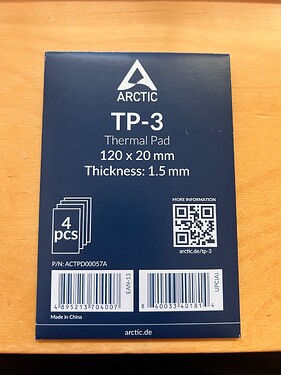 ARCTIC
TP-3
Thermal Pad
120 x 20 mm
Thickness: 1.5 mm
4
pcs
MORE INFORMATION
arctic.de/tp-3
P/N: ACTPD00057A
4 895213 704007
EAN-13
8 40033 40181 4
UPC(A)
Made in China
arctic.de